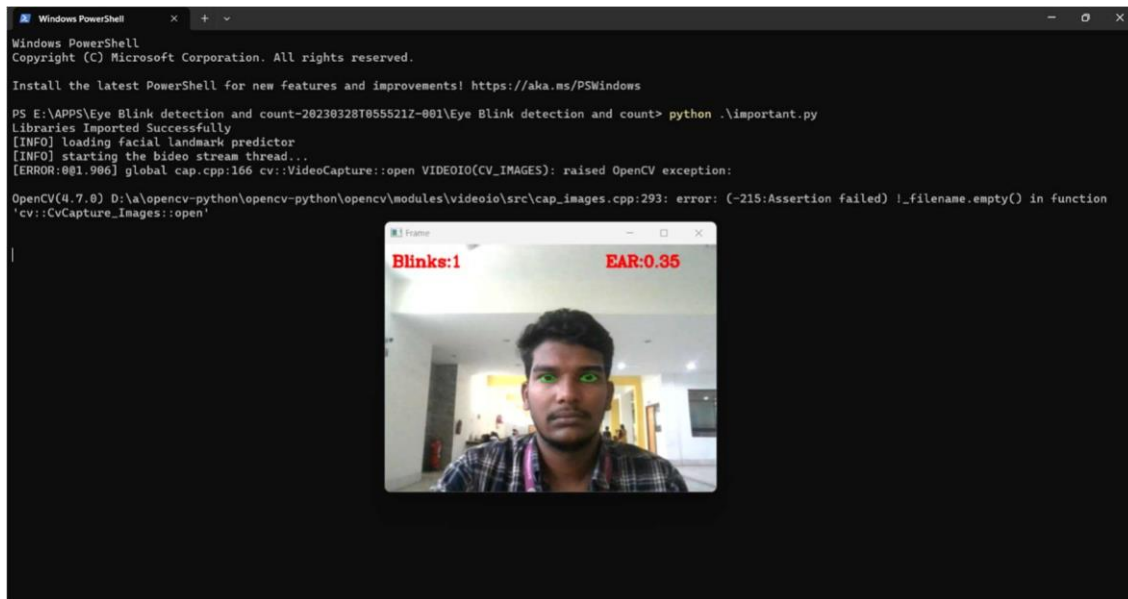 Windows PowerShell
Windows PowerShell
Copyright (C) Microsoft Corporation. All rights reserved.
Install the latest PowerShell for new features and improvements! https://aka.ms/PSWindows
PS E:\APPS\Eye Blink detection and count-20230328T055521Z-001\Eye Blink detection and count> python .\important.py
Libraries Imported Successfully
[INFO] loading facial landmark predictor
[INFO] starting the bideo stream thread...
[ERROR:0@1.906] global cap.cpp:166 cv::VideoCapture::open VIDEOIO(CV_IMAGES): raised OpenCV exception:
OpenCV(4.7.0) D:\a\opencv-python\opencv-python\opencv\modules\videoio\src\cap_images.cpp:293: error: (-215:Assertion failed) !_filename.empty() in function
'cv::CvCapture_Images::open'
Frame
Blinks:1 EAR:0.35